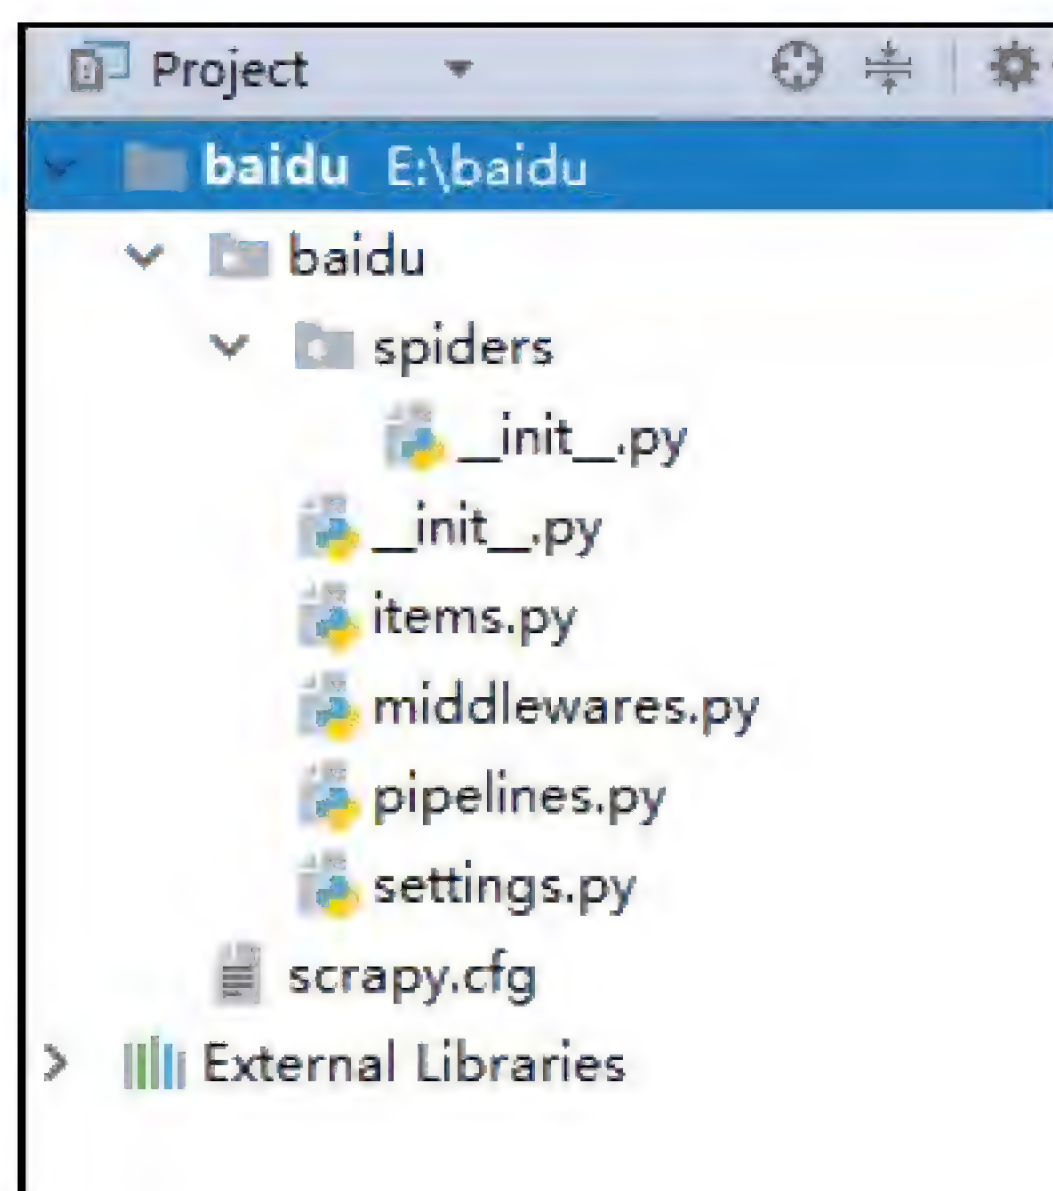 Project
baidu E:\baidu
baidu
spiders
__init__.py
__init__.py
items.py
middlewares.py
pipelines.py
settings.py
scrapy.cfg
External Libraries